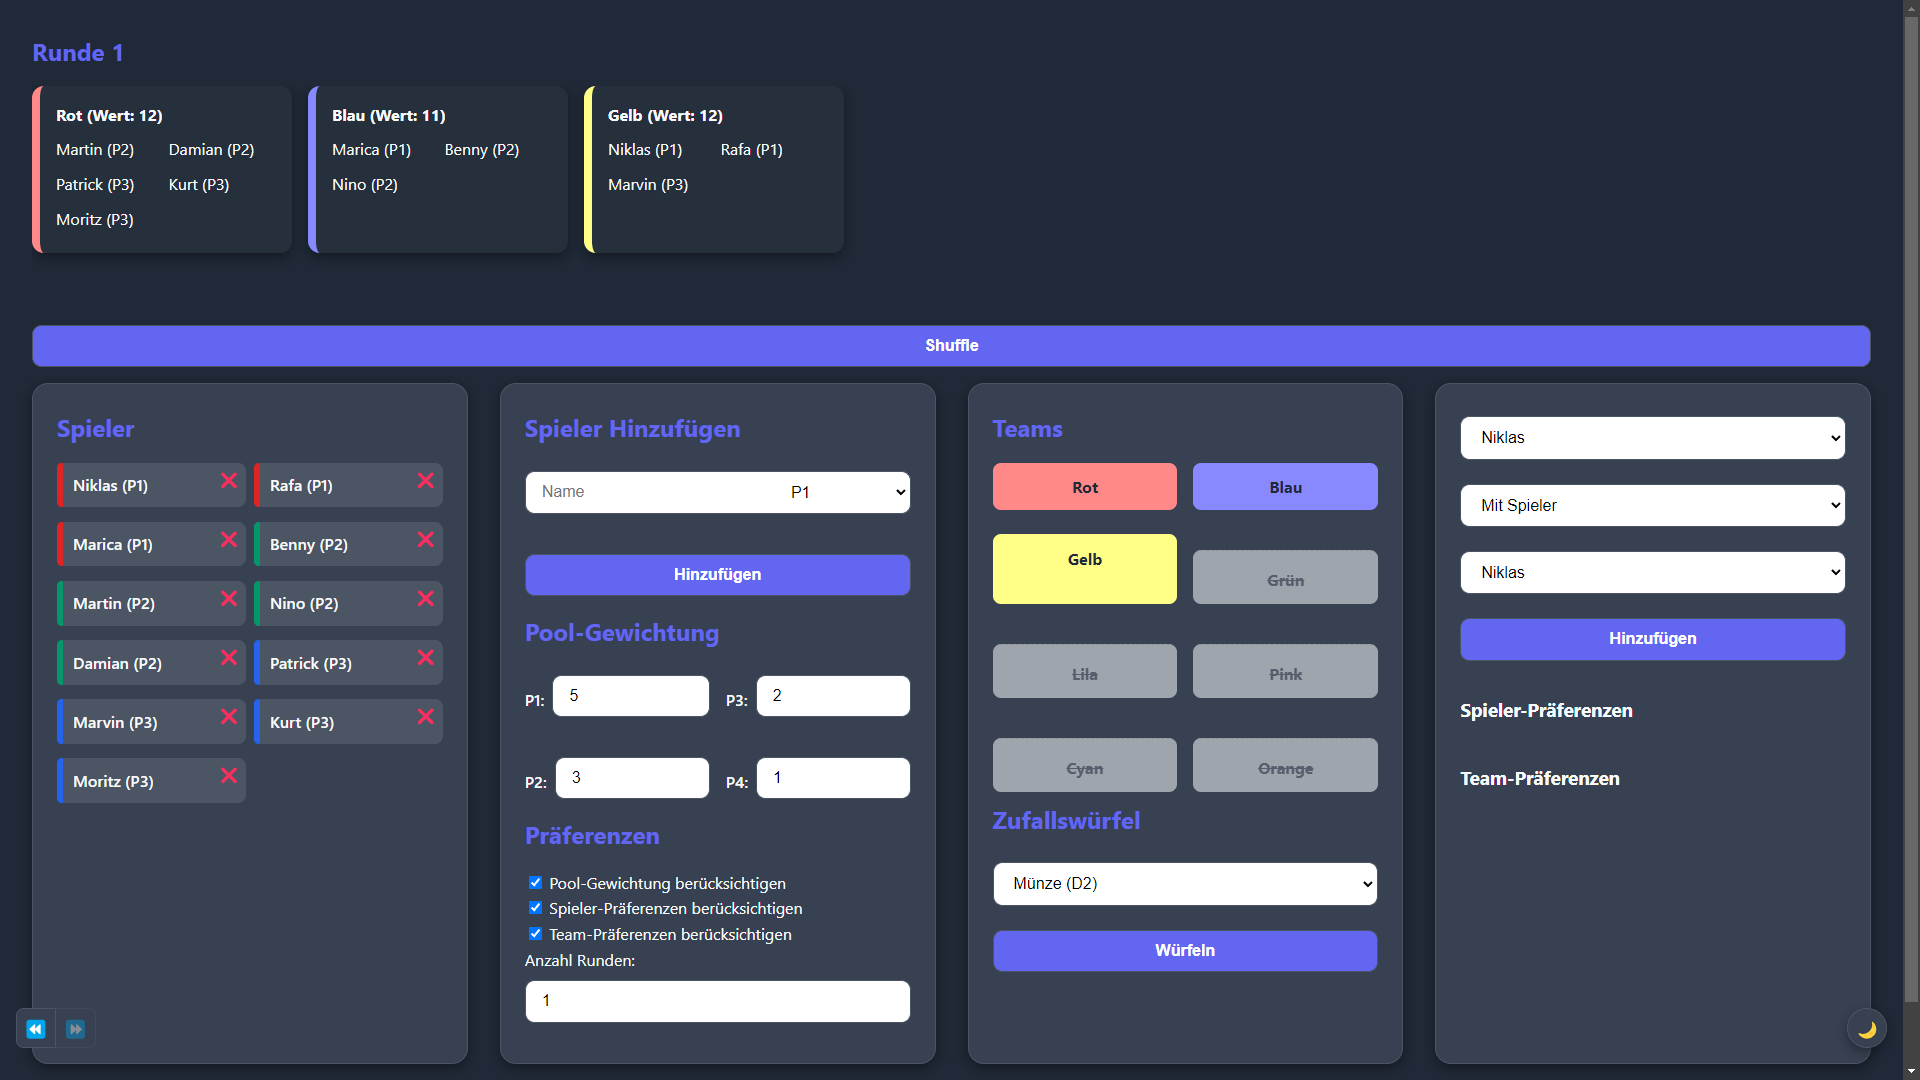 Runde 1
Rot (Wert: 12)
Martin (P2) Damian (P2)
Patrick (P3) Kurt (P3)
Moritz (P3)
Blau (Wert: 11)
Marica (P1) Benny (P2)
Nino (P2)
Gelb (Wert: 12)
Niklas (P1) Rafa (P1)
Marvin (P3)
Shuffle
Spieler
Niklas (P1) Rafa (P1)
Marica (P1) Benny (P2)
Martin (P2) Nino (P2)
Damian (P2) Patrick (P3)
Marvin (P3) Kurt (P3)
Moritz (P3)
Spieler Hinzufügen
Name P1
Hinzufügen
Pool-Gewichtung
P1: 5 P3: 2
P2: 3 P4: 1
Präferenzen
Pool-Gewichtung berücksichtigen
Spieler-Präferenzen berücksichtigen
Team-Präferenzen berücksichtigen
Anzahl Runden:
1
Teams
Rot Blau
Gelb Grün
Lila Pink
Cyan Orange
Zufallswürfel
Münze (D2)
Würfeln
Niklas
Mit Spieler
Niklas
Hinzufügen
Spieler-Präferenzen
Team-Präferenzen